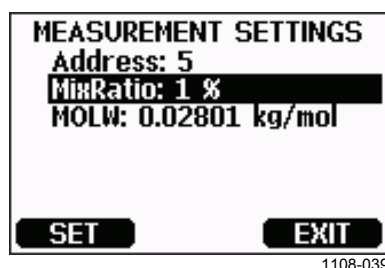 MEASUREMENT SETTINGS
Address: 5
MixRatio: 1 %
MOLW: 0.02801 kg/mol
SET EXIT
1108-039